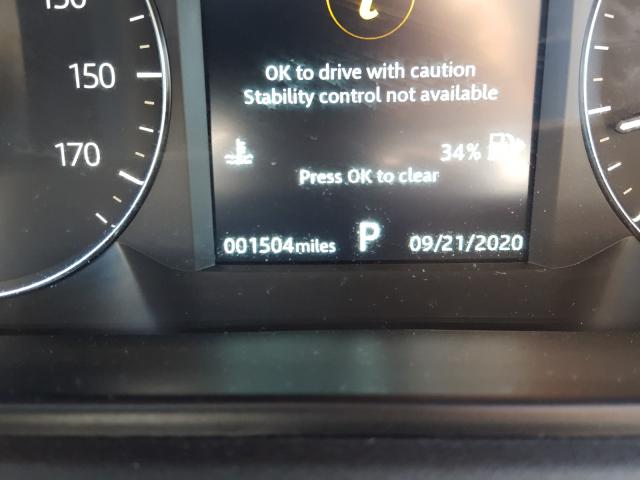 150
170
OK to drive with caution
Stability control not available
34%
Press OK to clear
001504miles P 09/21/2020